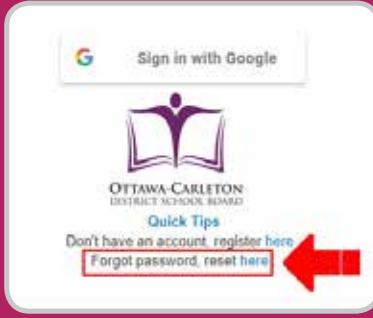 Sign in with Google
OTTAWA-CARLETON
DISTRICT SCHOOL BOARD
Quick Tips
Don't have an account, register here
Forgot password, reset here